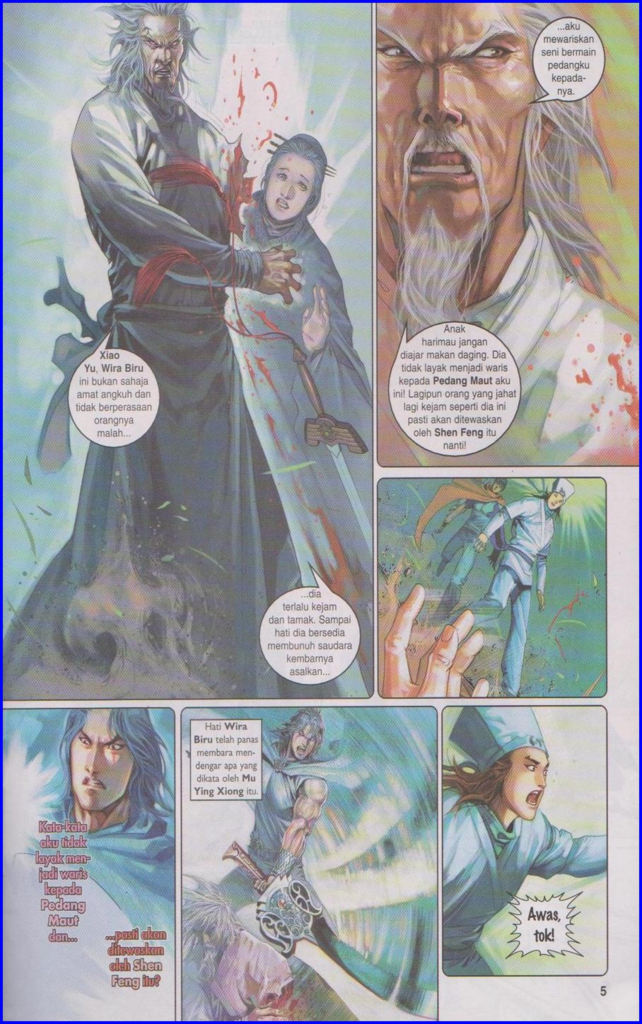 Xiao
Yu, Wira Biru
ini bukan sahaja
amat angkuh dan
tidak berperasaan
orangnya
malah...
...dia
terlalu kejam
dan tamak. Sampai
hati dia bersedia
membunuh saudara
kembarnya
asalkan...
...aku
mewariskan
seni bermain
pedangku
kepada-
nya.
Anak
harimau jangan
diajar makan daging. Dia
tidak layak menjadi waris
kepada Pedang Maut aku
ini! Lagipun orang yang jahat
lagi kejam seperti dia ini
pasti akan ditewaskan
oleh Shen Feng itu
nanti!
Kata-kata
aku tidak
layak men-
jadi waris
kepada
Pedang
Maut
dan...
...pasti akan
ditewaskan
oleh Shen
Feng itu?
Hati Wira
Biru telah panas
membara men-
dengar apa yang
dikata oleh Mu
Ying Xiong itu.
Awas,
tok!
5